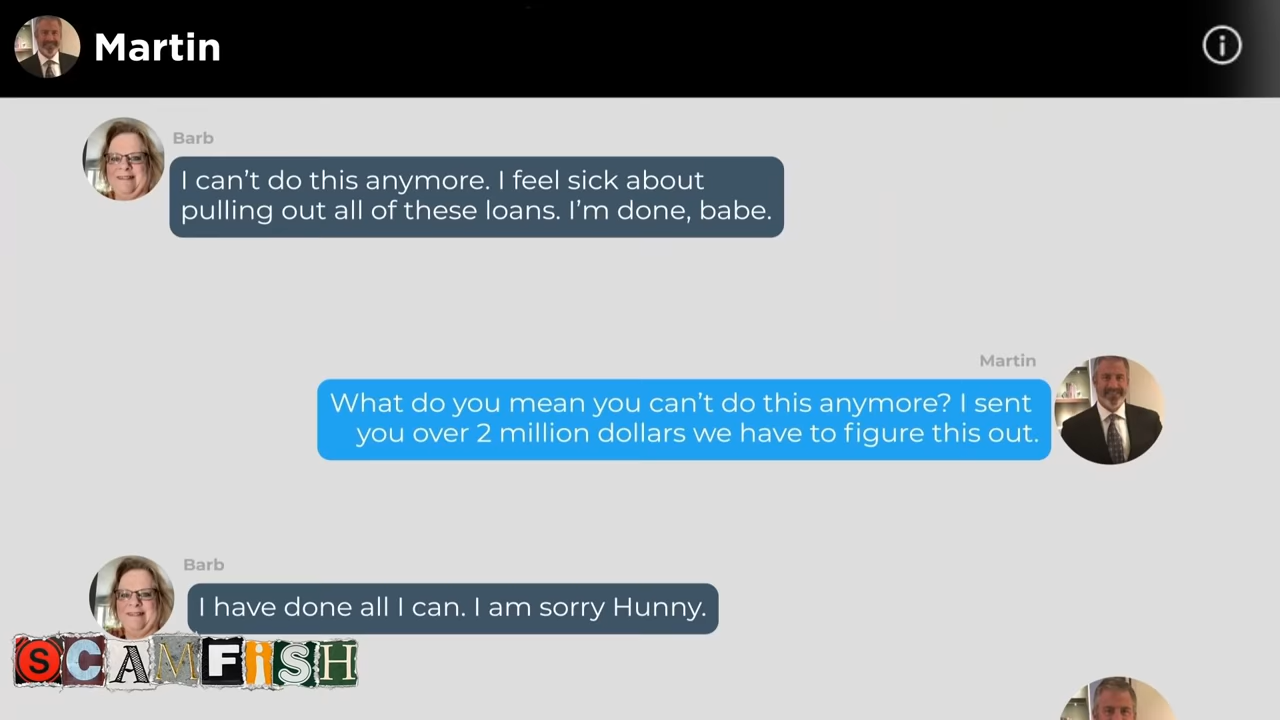 Martin
Barb
I can’t do this anymore. I feel sick about
pulling out all of these loans. I’m done, babe.
Martin
What do you mean you can’t do this anymore? I sent
you over 2 million dollars we have to figure this out.
Barb
I have done all I can. I am sorry Hunny.
SCAMFiSH